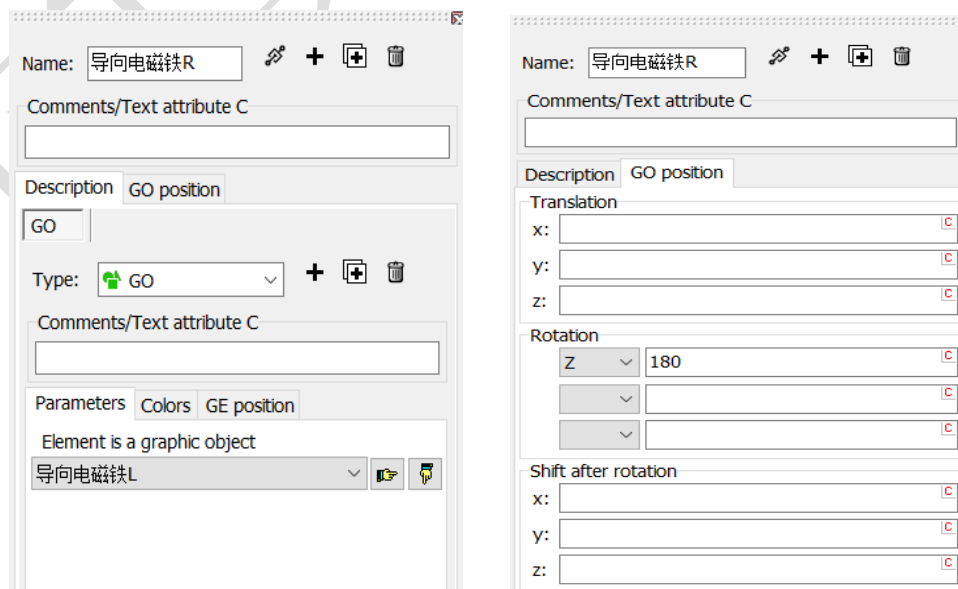 Name: 导向电磁铁R
Comments/Text attribute C
Description GO position
GO
Type: GO
Comments/Text attribute C
Parameters Colors GE position
Element is a graphic object
导向电磁铁L
Name: 导向电磁铁R
Comments/Text attribute C
Description GO position
Translation
x: C
y: C
z: C
Rotation
Z 180 C
C
C
Shift after rotation
x: C
y: C
z: C